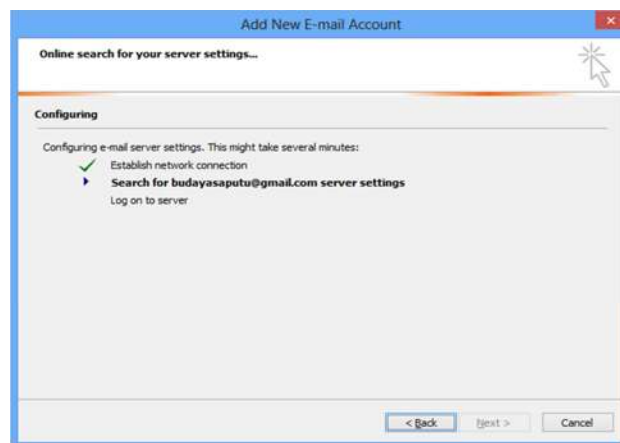 Add New E-mail Account
Online search for your server settings...
Configuring
Configuring e-mail server settings. This might take several minutes:
Establish network connection
Search for budayasaputu@gmail.com server settings
Log on to server
< Back
Next >
Cancel